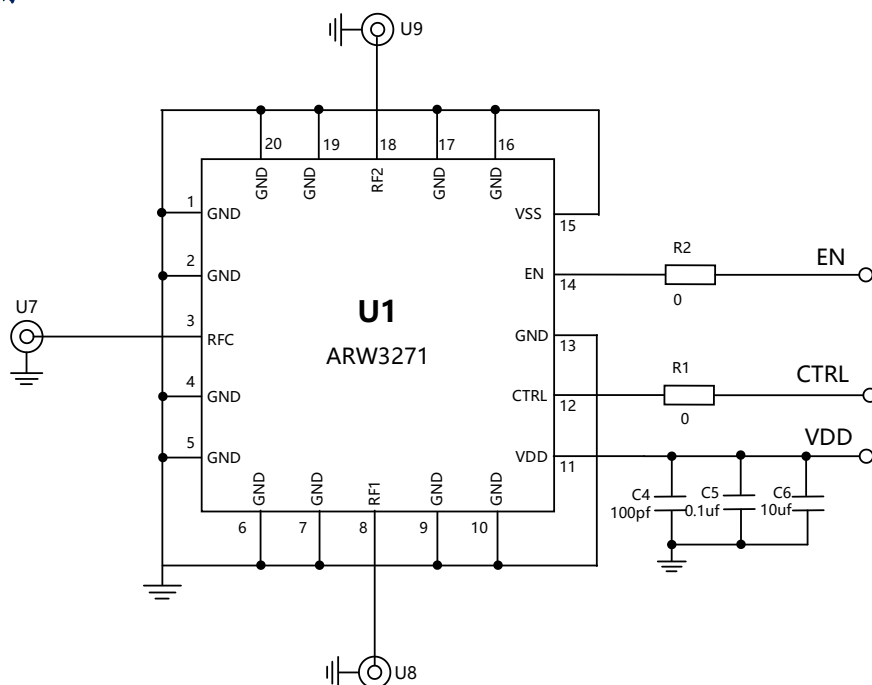 U9
20
19
18
17
16
GND
GND
RF2
GND
GND
1
GND
VSS
15
R2
EN
2
GND
EN
14
0
U7
3
RFC
U1
ARW3271
GND
13
R1
CTRL
4
GND
CTRL
12
0
VDD
5
GND
VDD
11
C4
100pf
C5
0.1uf
C6
10uf
GND
GND
RF1
GND
GND
6
7
8
9
10
U8